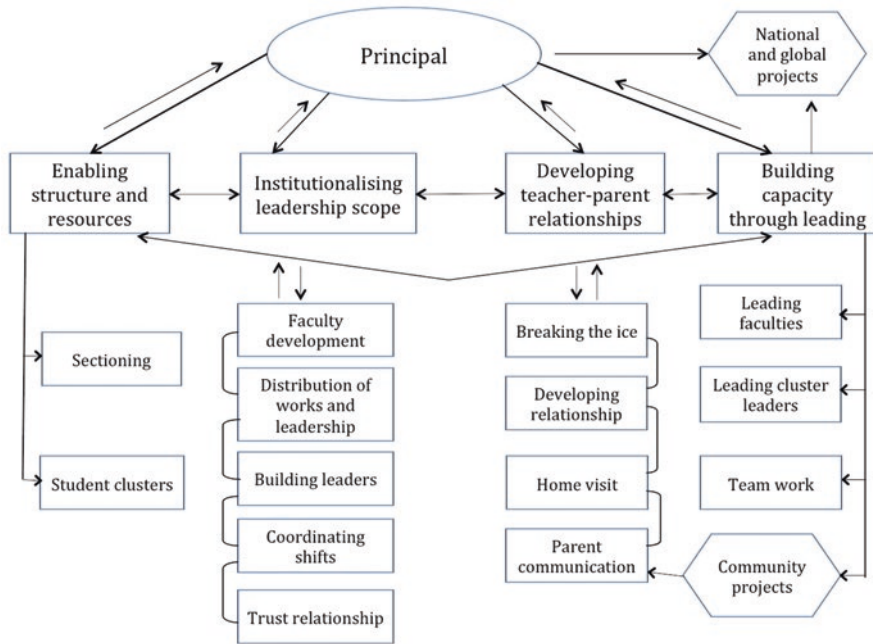 Principal
National
and global
projects
Enabling
structure and
resources
Institutionalising
leadership scope
Developing
teacher-parent
relationships
Building
capacity
through leading
Sectioning
Student clusters
Faculty
development
Distribution of
works and
leadership
Building leaders
Coordinating
shifts
Trust relationship
Breaking the ice
Developing
relationship
Home visit
Parent
communication
Leading
faculties
Leading cluster
leaders
Team work
Community
projects